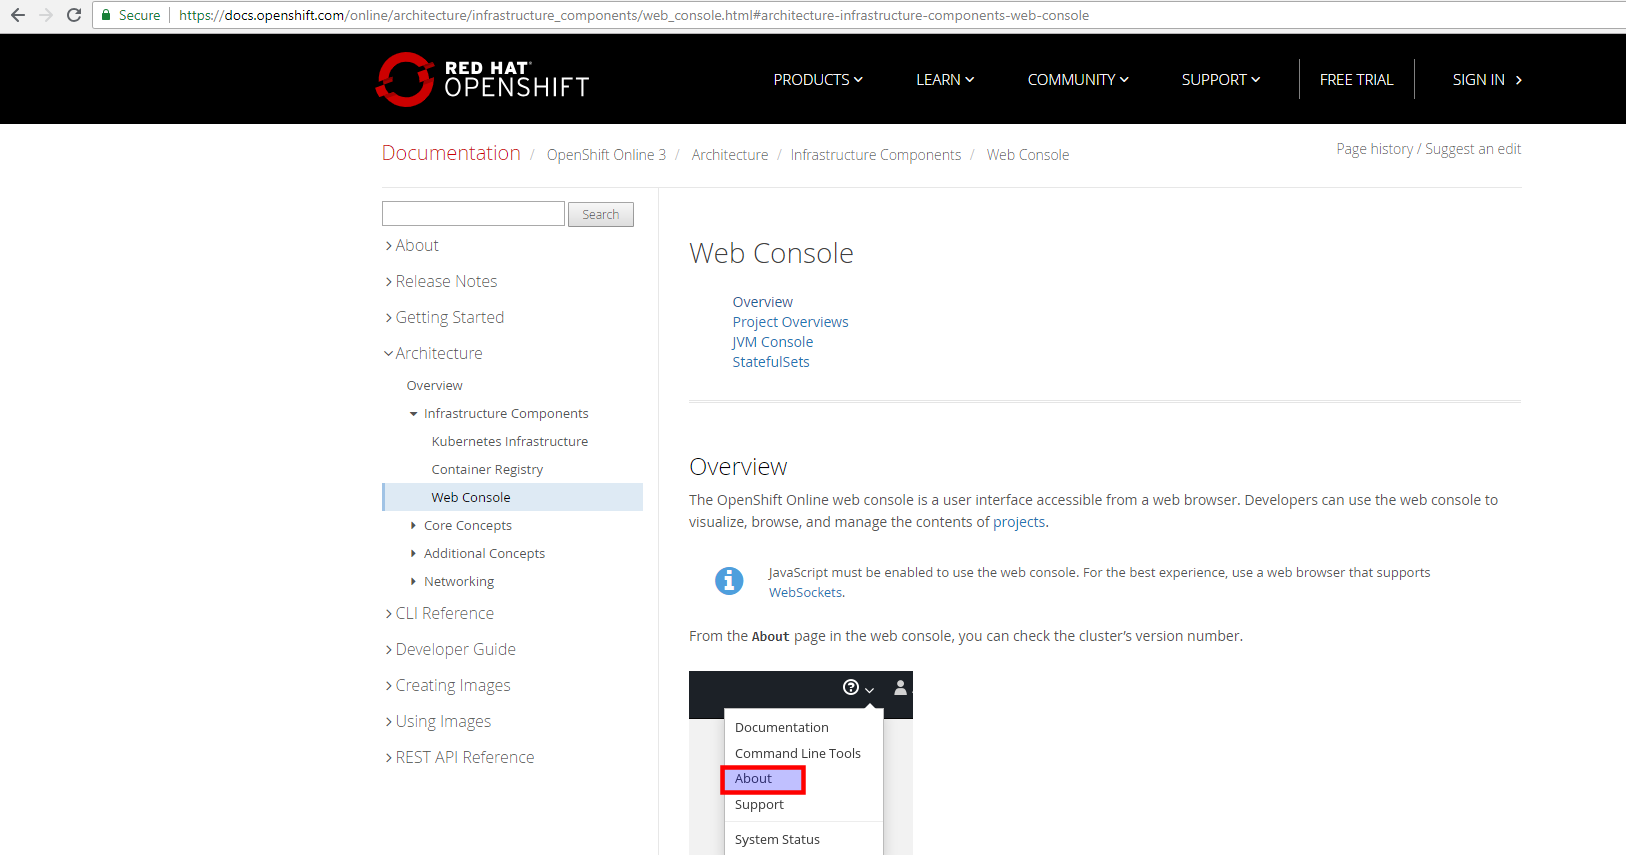 Secure https://docs.openshift.com/online/architecture/infrastructure_components/web_console.html#architecture-infrastructure-components-web-console
RED HAT®
OPENSHIFT
PRODUCTS LEARN COMMUNITY SUPPORT FREE TRIAL SIGN IN
Documentation / OpenShift Online 3 / Architecture / Infrastructure Components / Web Console
Page history / Suggest an edit
Search
About
Release Notes
Getting Started
Architecture
Overview
Infrastructure Components
Kubernetes Infrastructure
Container Registry
Web Console
Core Concepts
Additional Concepts
Networking
CLI Reference
Developer Guide
Creating Images
Using Images
REST API Reference
Web Console
Overview
Project Overviews
JVM Console
StatefulSets
Overview
The OpenShift Online web console is a user interface accessible from a web browser. Developers can use the web console to
visualize, browse, and manage the contents of projects.
JavaScript must be enabled to use the web console. For the best experience, use a web browser that supports
WebSockets.
From the About page in the web console, you can check the cluster's version number.
Documentation
Command Line Tools
About
Support
System Status